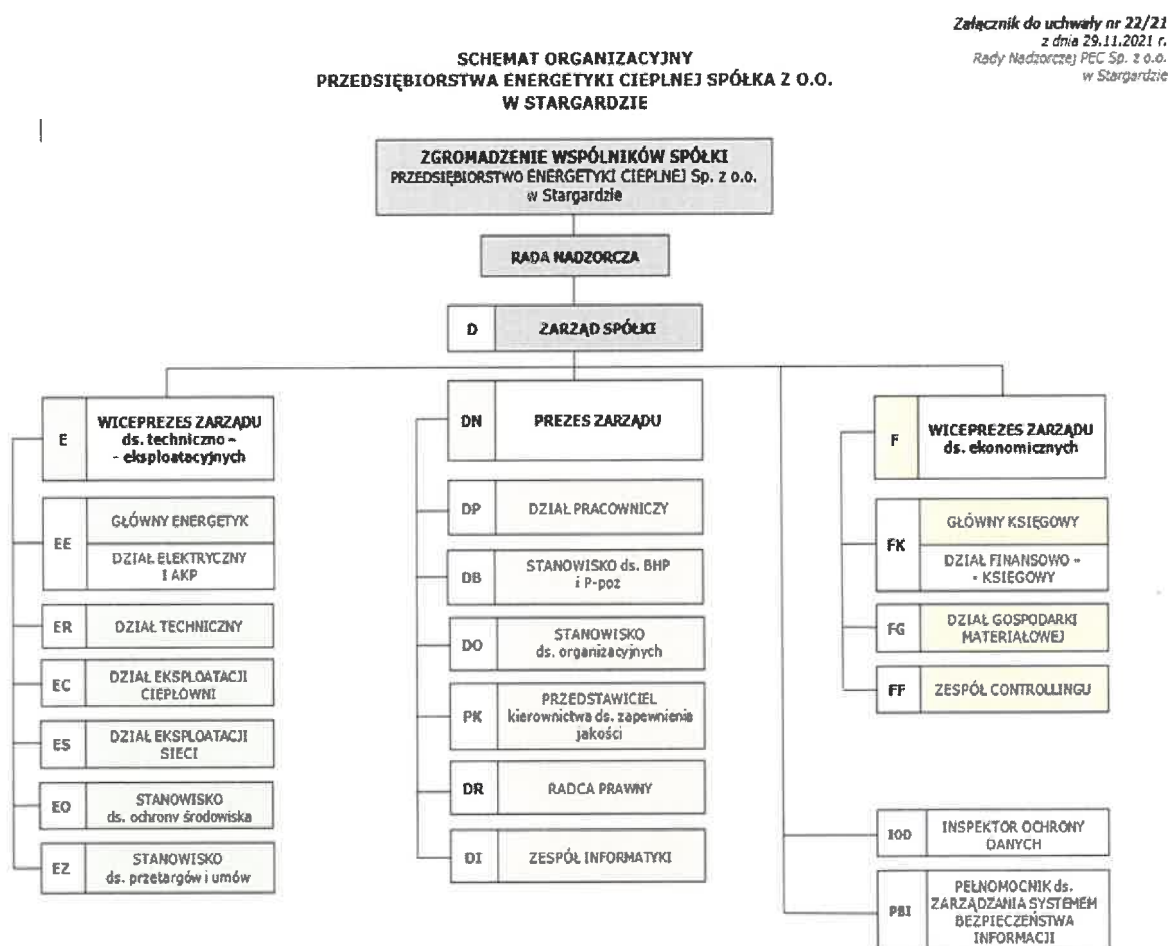 Załącznik do uchwały nr 22/21
z dnia 29.11.2021 r.
Rady Nadzorczej PEC Sp. z o.o.
w Stargardzie
SCHEMAT ORGANIZACYJNY
PRZEDSIĘBIORSTWA ENERGETYKI CIEPLNEJ SPÓŁKA Z O.O.
W STARGARDZIE
ZGROMADZENIE WSPÓLNIKÓW SPÓŁKI
PRZEDSIĘBIORSTWO ENERGETYKI CIEPLNEJ Sp. z o.o.
w Stargardzie
RADA NADZORCZA
D
ZARZĄD SPÓŁKI
E
WICEPREZES ZARZĄDU
ds. techniczno –
- eksploatacyjnych
EE
GŁÓWNY ENERGETYK
DZIAŁ ELEKTRYCZNY
I AKP
ER
DZIAŁ TECHNICZNY
EC
DZIAŁ EKSPLOATACJI
CIEPŁOWNI
ES
DZIAŁ EKSPLOATACJI
SIECI
EO
STANOWISKO
ds. ochrony środowiska
EZ
STANOWISKO
ds. przetargów i umów
DN
PREZES ZARZĄDU
DP
DZIAŁ PRACOWNICZY
DB
STANOWISKO ds. BHP
i P-poż
DO
STANOWISKO
ds. organizacyjnych
PK
PRZEDSTAWICIEL
kierownictwa ds. zapewnienia
jakości
DR
RADCA PRAWNY
DI
ZESPÓŁ INFORMATYKI
F
WICEPREZES ZARZĄDU
ds. ekonomicznych
FK
GŁÓWNY KSIĘGOWY
DZIAŁ FINANSOWO –
- KSIĘGOWY
FG
DZIAŁ GOSPODARKI
MATERIAŁOWEJ
FF
ZESPÓŁ CONTROLLINGU
IOD
INSPEKTOR OCHRONY
DANYCH
PBI
PEŁNOMOCNIK ds.
ZARZĄDZANIA SYSTEMEM
BEZPIECZEŃSTWA
INFORMACJI